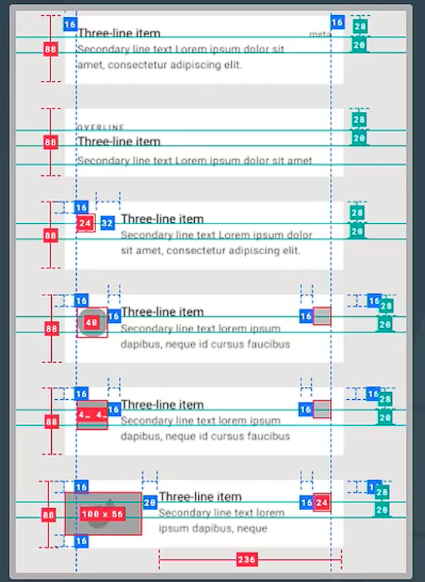 16
16
28
Three-line item
meta
88
Secondary line text Lorem ipsum dolor sit
20
amet, consectetur adipiscing elit.
28
OVERLINE
88
Three-line item
20
Secondary line text Lorem ipsum sit amet
16
28
24
32
Three-line item
88
Secondary line text Lorem ipsum dolor
20
sit amet, consectetur adipiscing elit.
16
16
28
40
16
Three-line item
16
20
88
Secondary line text lorem ipsum
dapibus, neque id cursus faucibus
16
16
28
4… 4…
16
Three-line item
16
20
88
Secondary line text lorem ipsum
dapibus, neque id cursus faucibus
16
28
20
Three-line item
16
24
88
100 x 56
Secondary line text lorem
20
ipsum dapibus, neque
16
236